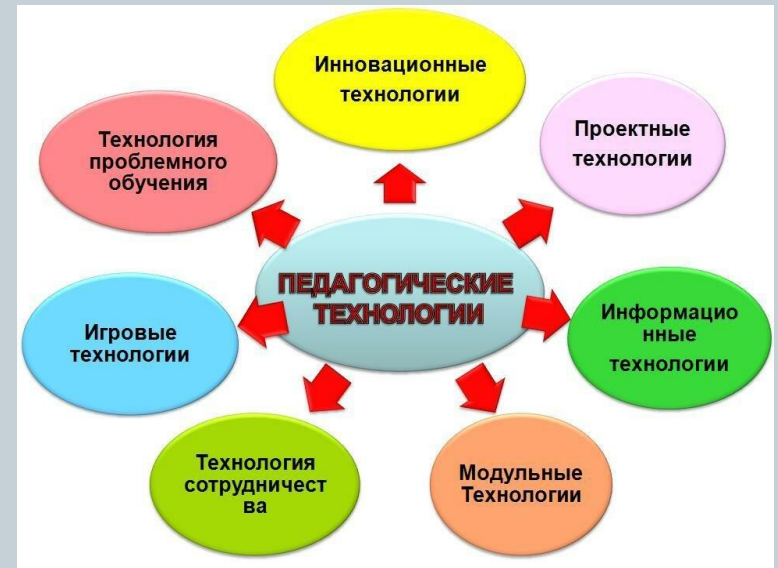 Инновационные
технологии
Проектные
технологии
Технология
проблемного
обучения
ПЕДАГОГИЧЕСКИЕ
ТЕХНОЛОГИИ
Информацио
нные
технологии
Игровые
технологии
Технология
сотрудничест
ва
Модульные
Технологии